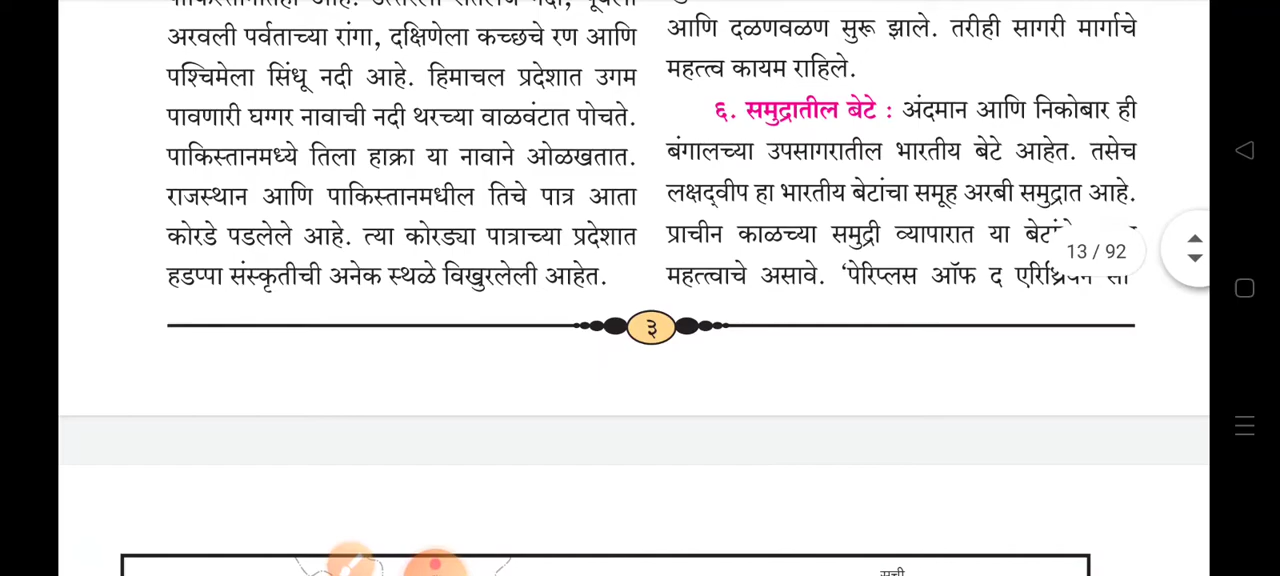 अरवली पर्वताच्या रांगा, दक्षिणेला कच्छचे रण आणि
पश्चिमेला सिंधू नदी आहे. हिमाचल प्रदेशात उगम
पावणारी घग्गर नावाची नदी थरच्या वाळवंटात पोचते.
पाकिस्तानमध्ये तिला हाक्रा या नावाने ओळखतात.
राजस्थान आणि पाकिस्तानमधील तिचे पात्र आता
कोरडे पडलेले आहे. त्या कोरड्या पात्राच्या प्रदेशात
हडप्पा संस्कृतीची अनेक स्थळे विखुरलेली आहेत.
आणि दळणवळण सुरू झाले. तरीही सागरी मार्गाचे
महत्त्व कायम राहिले.
६. समुद्रातील बेटे : अंदमान आणि निकोबार ही
बंगालच्या उपसागरातील भारतीय बेटे आहेत. तसेच
लक्षद्वीप हा भारतीय बेटांचा समूह अरबी समुद्रात आहे.
प्राचीन काळच्या समुद्री व्यापारात या
महत्त्वाचे असावे. ‘पेरिप्लस ऑफ द एरिथ्रियन सी
13 / 92
३
सूची